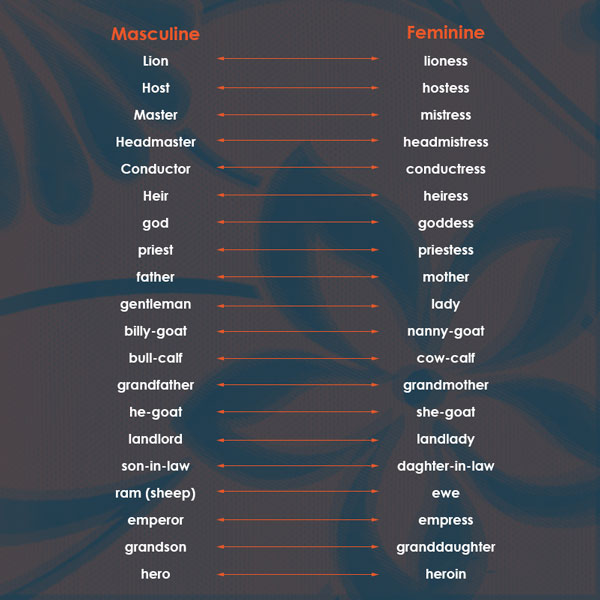 Masculine Feminine
Lion lioness
Host hostess
Master mistress
Headmaster headmistress
Conductor conductress
Heir heiress
god goddess
priest priestess
father mother
gentleman lady
billy-goat nanny-goat
bull-calf cow-calf
grandfather grandmother
he-goat she-goat
landlord landlady
son-in-law daghter-in-law
ram (sheep) ewe
emperor empress
grandson granddaughter
hero heroin